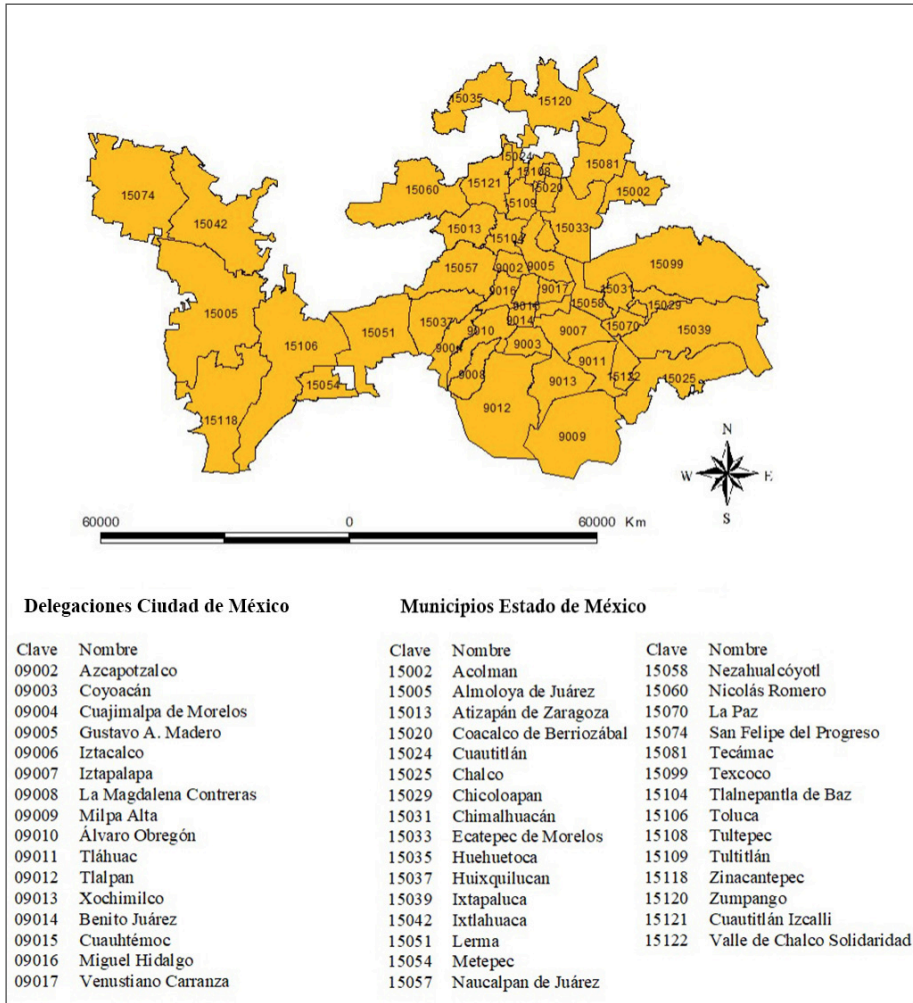 15035
15120
15024
15081
15108
15121
15060
15020
15002
15074
15109
15042
15013
15104
15033
15057
9002
9005
15099
9016
9017
15031
15005
15058
15029
15037
9014
15070
9010
9007
15039
15051
15106
9003
9004
9011
9008
15122
15025
9013
15054
9012
15118
9009
N
W
E
S
60000
0
60000 Km
Delegaciones Ciudad de México
Clave Nombre
09002 Azcapotzalco
09003 Coyoacán
09004 Cuajimalpa de Morelos
09005 Gustavo A. Madero
09006 Iztacalco
09007 Iztapalapa
09008 La Magdalena Contreras
09009 Milpa Alta
09010 Álvaro Obregón
09011 Tláhuac
09012 Tlalpan
09013 Xochimilco
09014 Benito Juárez
09015 Cuauhtémoc
09016 Miguel Hidalgo
09017 Venustiano Carranza
Municipios Estado de México
Clave Nombre
15002 Acolman
15005 Almoloya de Juárez
15013 Atizapán de Zaragoza
15020 Coacalco de Berriozábal
15024 Cuautitlán
15025 Chalco
15029 Chicoloapan
15031 Chimalhuacán
15033 Ecatepec de Morelos
15035 Huehuetoca
15037 Huixquilucan
15039 Ixtapaluca
15042 Ixtlahuaca
15051 Lerma
15054 Metepec
15057 Naucalpan de Juárez
Clave Nombre
15058 Nezahualcóyotl
15060 Nicolás Romero
15070 La Paz
15074 San Felipe del Progreso
15081 Tecámac
15099 Texcoco
15104 Tlalnepantla de Baz
15106 Toluca
15108 Tultepec
15109 Tultitlán
15118 Zinacantepec
15120 Zumpango
15121 Cuautitlán Izcalli
15122 Valle de Chalco Solidaridad